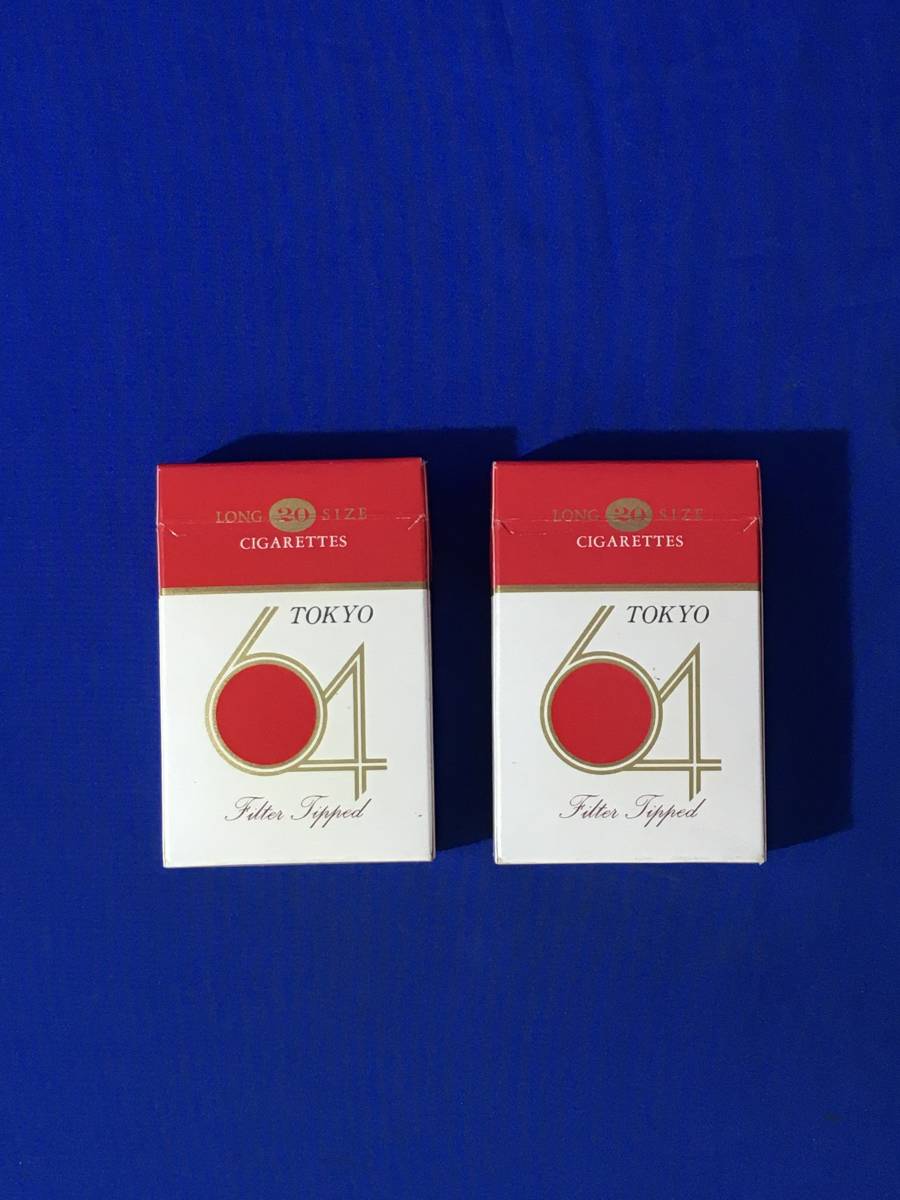 LONG 20 SIZE
CIGARETTES
TOKYO
64
Filter Tipped
LONG 20 SIZE
CIGARETTES
TOKYO
64
Filter Tipped